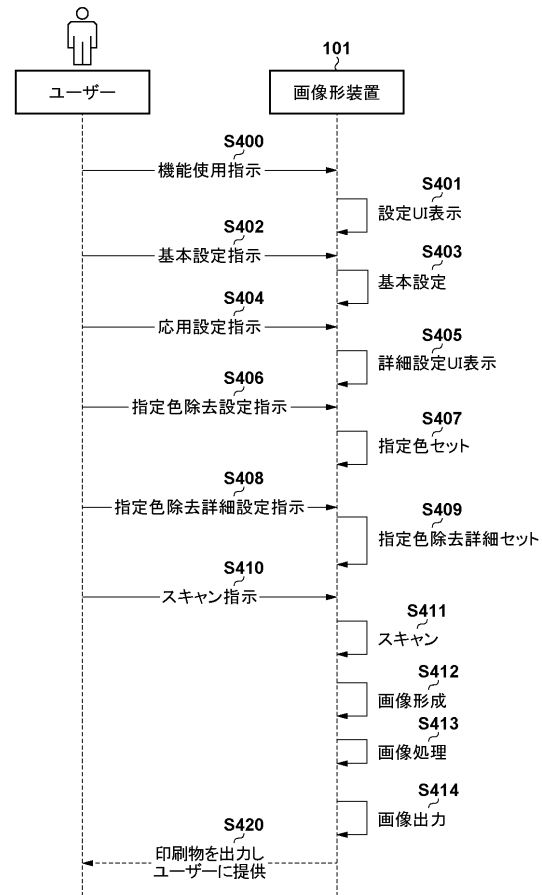 101
ユーザー
画像形装置
S400
機能使用指示
S401
設定UI表示
S402
基本設定指示
S403
基本設定
S404
応用設定指示
S405
詳細設定UI表示
S406
指定色除去設定指示
S407
指定色セット
S408
指定色除去詳細設定指示
S409
指定色除去詳細セット
S410
スキャン指示
S411
スキャン
S412
画像形成
S413
画像処理
S414
画像出力
S420
印刷物を出力し
ユーザーに提供